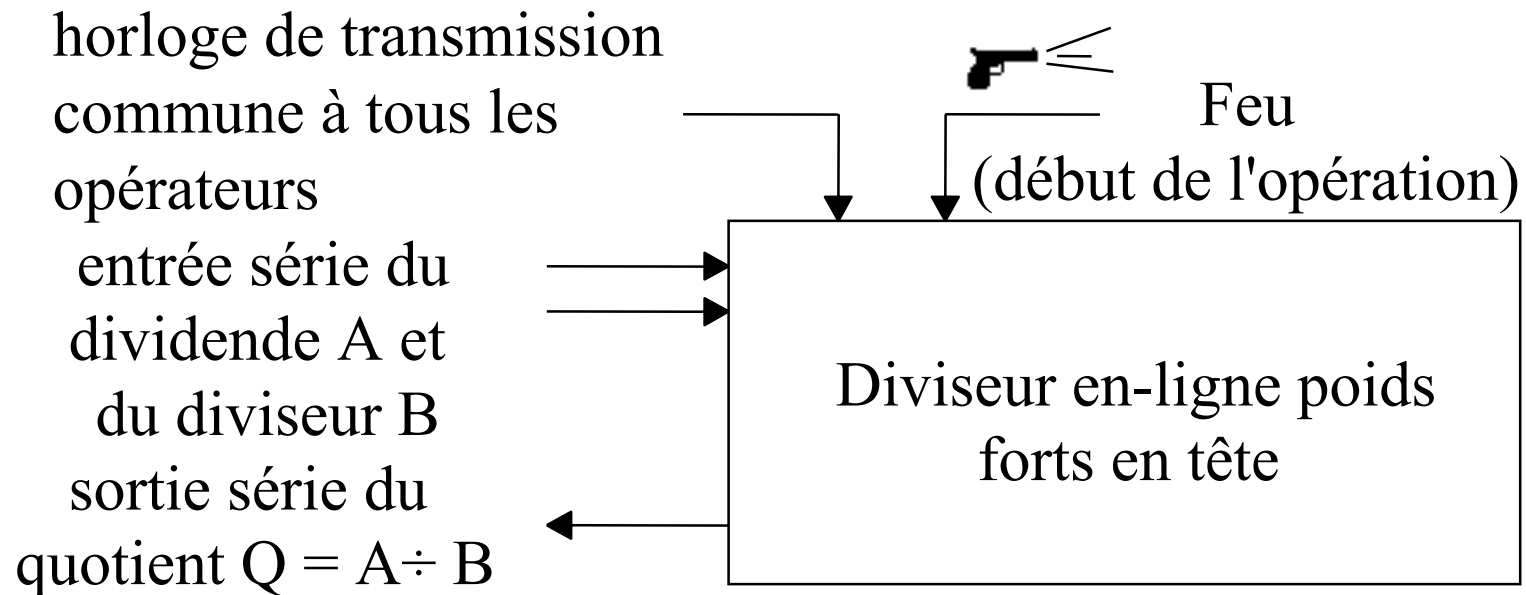 horloge de transmission
commune à tous les
opérateurs
Feu
(début de l'opération)
entrée série du
dividende A et
du diviseur B
sortie série du
quotient Q = A÷ B
Diviseur en-ligne poids
forts en tête